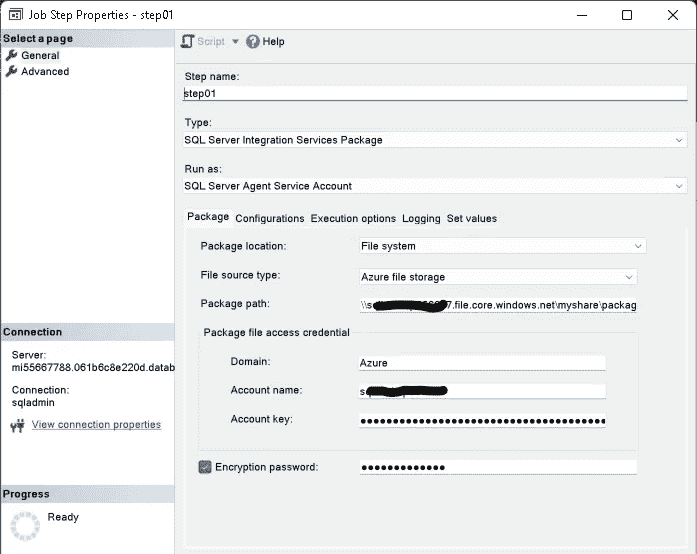 Job Step Properties - step01
Select a page
General
Advanced
Script
Help
Step name:
step01
Type:
SQL Server Integration Services Package
Run as:
SQL Server Agent Service Account
Package Configurations Execution options Logging Set values
Package location:
File system
File source type:
Azure file storage
Package path:
\\s 7.file.core.windows.net\myshare\packag
Package file access credential
Domain:
Azure
Account name:
Account key:
Encryption password:
Connection
Server:
mi55667788.061b6c8e220d.datab
Connection:
sqladmin
View connection properties
Progress
Ready